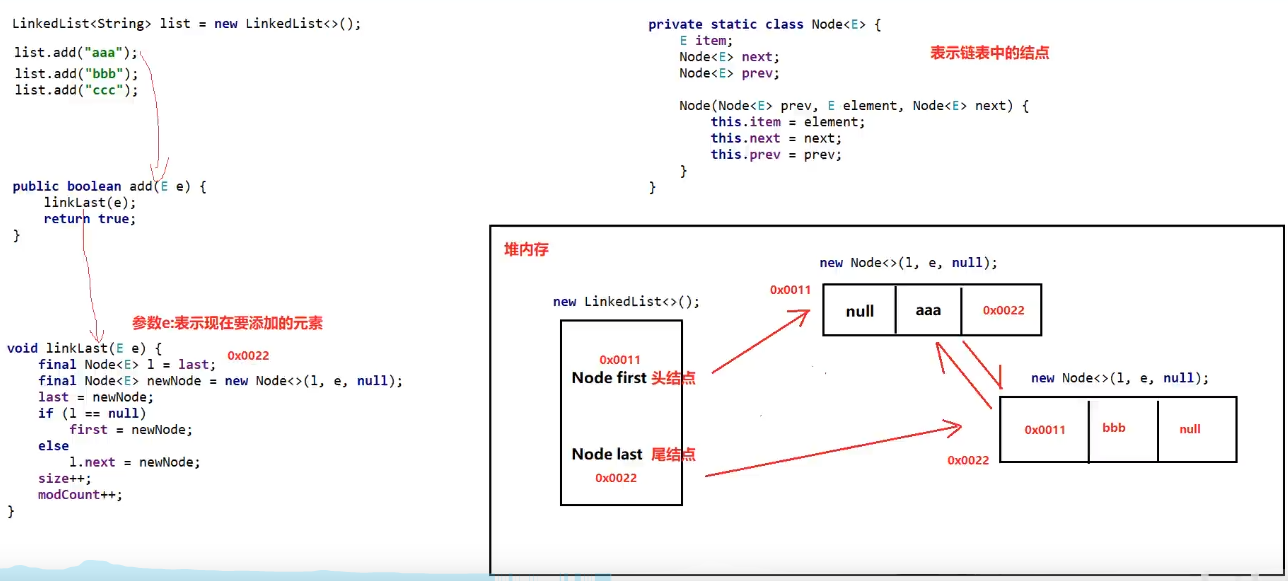 LinkedList<String> list = new LinkedList<>();
list.add("aaa");
list.add("bbb");
list.add("ccc");
public boolean add(E e) {
linkLast(e);
return true;
}
参数e:表示现在要添加的元素
void linkLast(E e) {
0x0022
final Node<E> l = last;
final Node<E> newNode = new Node<>(l, e, null);
last = newNode;
if (l == null)
first = newNode;
else
l.next = newNode;
size++;
modCount++;
}
private static class Node<E> {
E item;
Node<E> next;
Node<E> prev;
Node(Node<E> prev, E element, Node<E> next) {
this.item = element;
this.next = next;
this.prev = prev;
}
}
表示链表中的结点
堆内存
new LinkedList<>();
0x0011
Node first 头结点
Node last 尾结点
0x0022
new Node<>(l, e, null);
0x0011
null aaa 0x0022
new Node<>(l, e, null);
0x0011 bbb null
0x0022